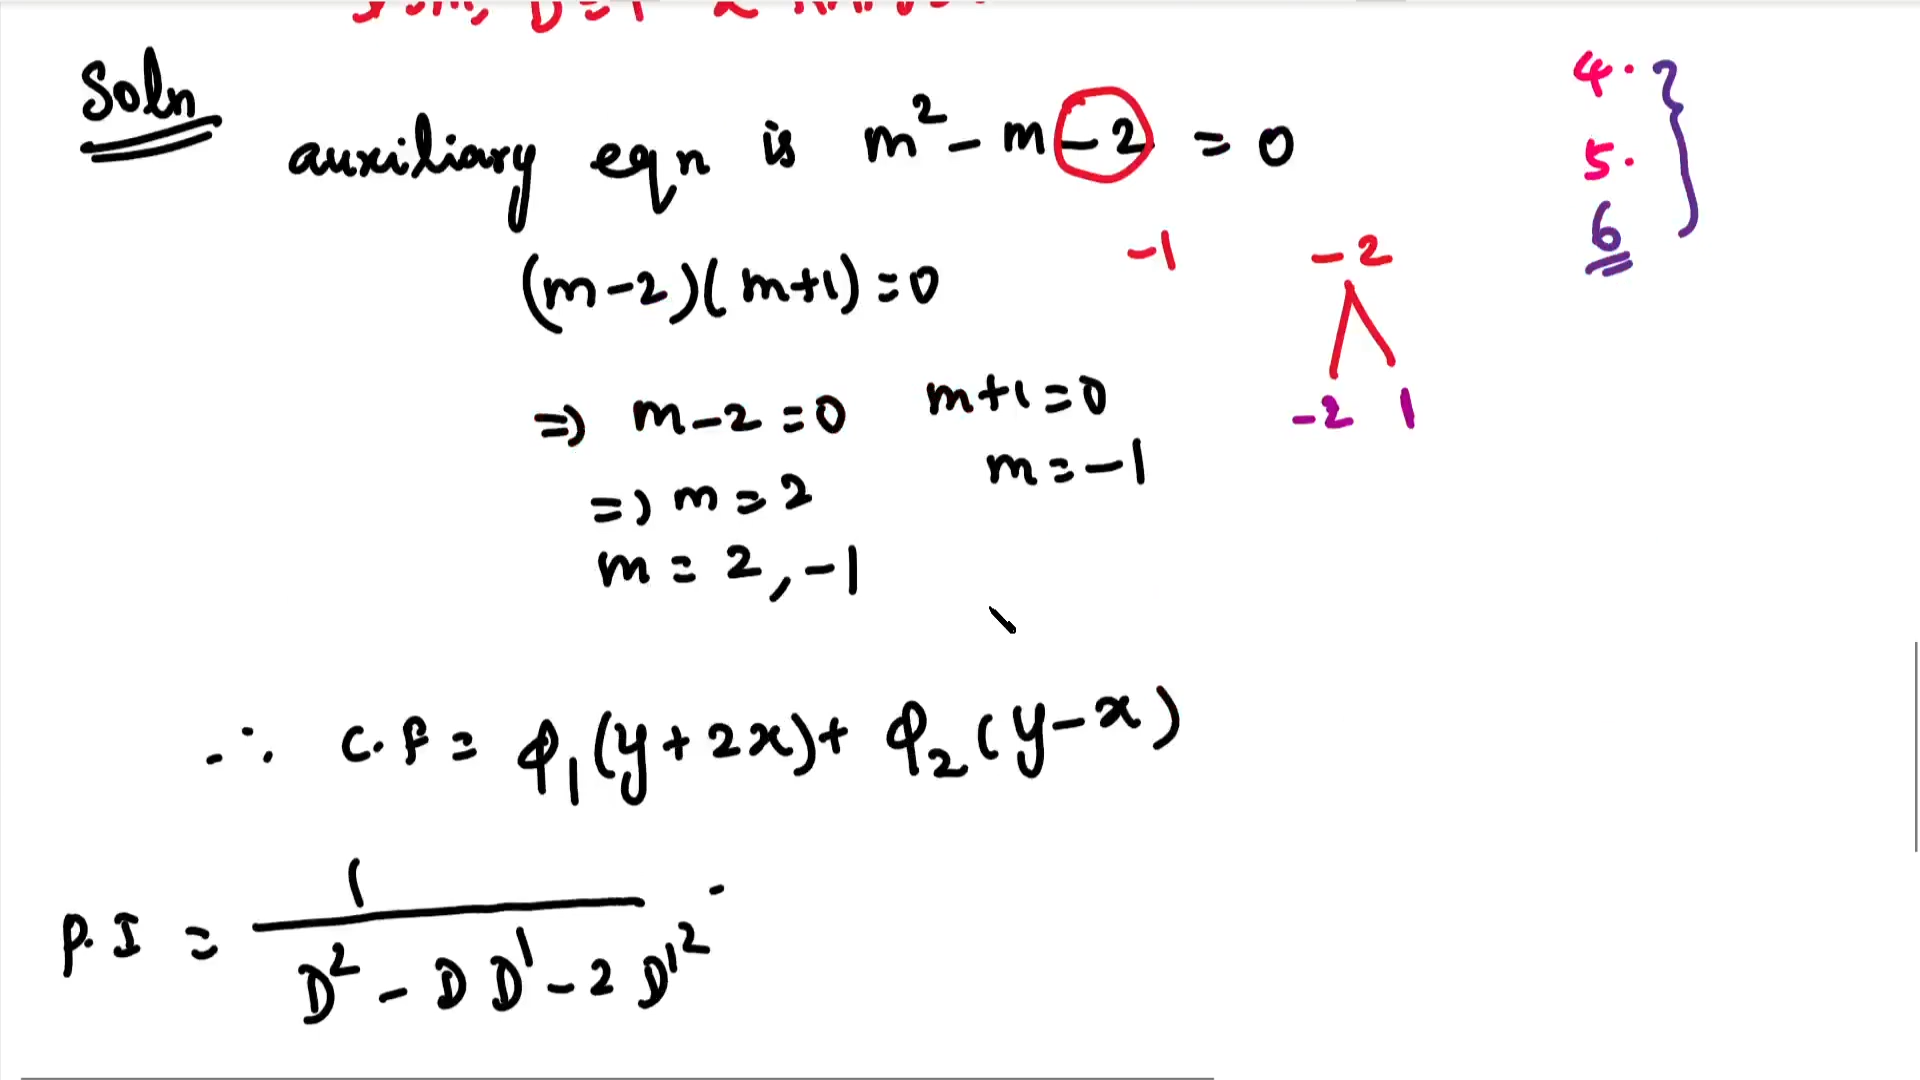 Soln
auxiliary eqn is m² - m - 2 = 0
(m-2)(m+1) = 0
⇒ m-2 = 0 m+1 = 0
⇒ m = 2 m = -1
m = 2, -1
∴ C.F = φ₁(y+2x) + φ₂(y-x)
P.I = 1 / (D² - DD' - 2D'²)
4.
5.
6
-1 -2
-2 1